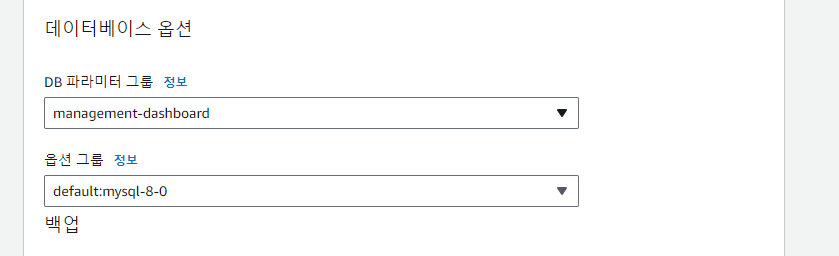 데이터베이스 옵션
DB 파라미터 그룹 정보
management-dashboard
옵션 그룹 정보
default:mysql-8-0
백업